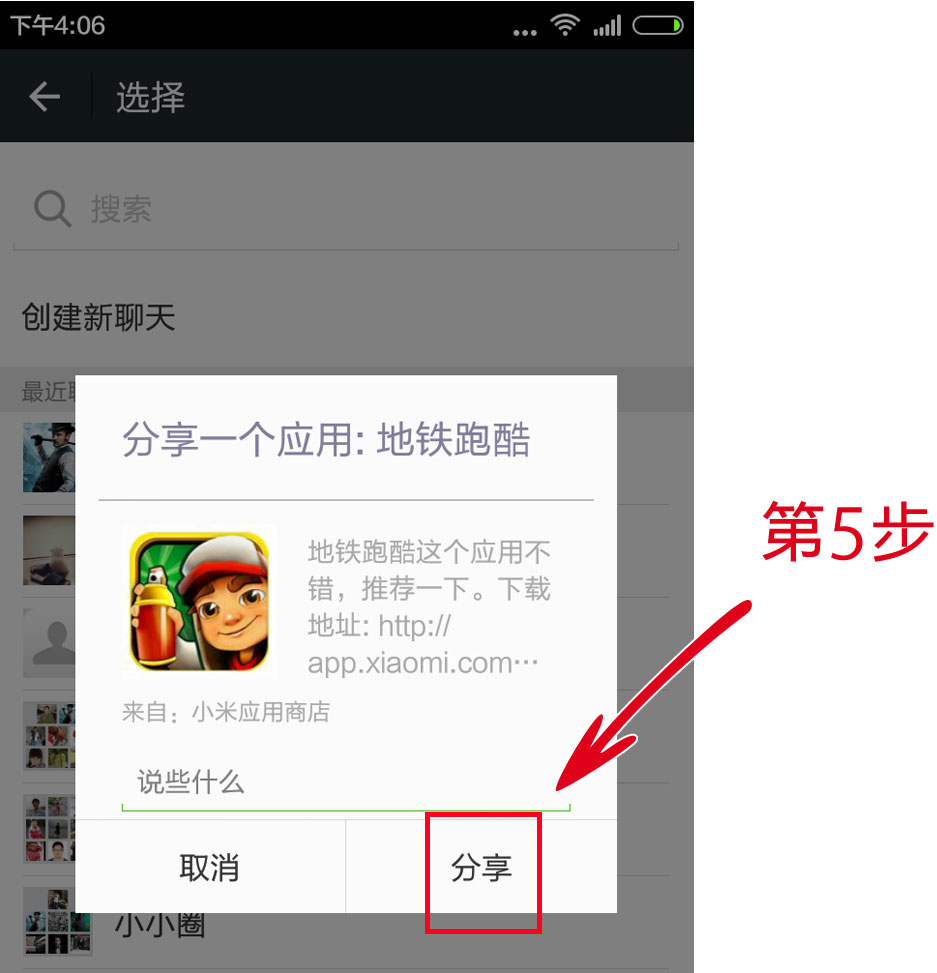 下午4:06
选择
搜索
创建新聊天
最近
分享一个应用: 地铁跑酷
地铁跑酷这个应用不
错，推荐一下。下载
地址: http://
app.xiaomi.com…
来自：小米应用商店
说些什么
取消
分享
小小圈
第5步